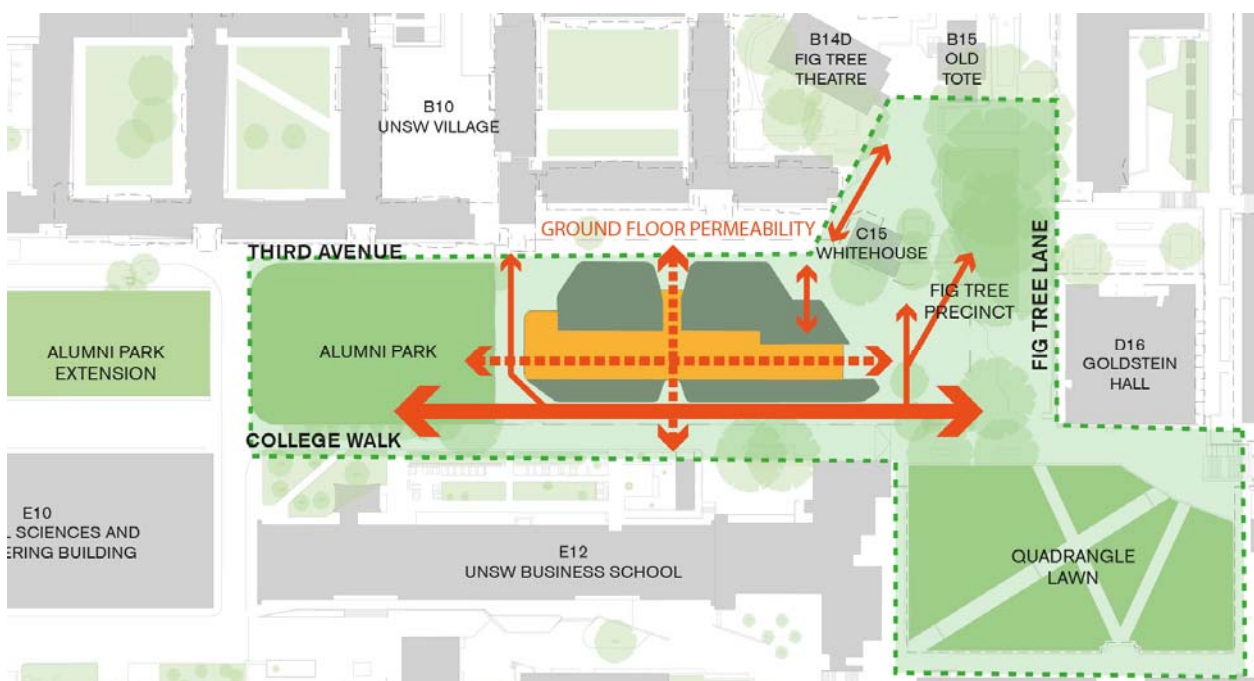 B14D
FIG TREE
THEATRE
B15
OLD
TOTE
B10
UNSW VILLAGE
GROUND FLOOR PERMEABILITY
THIRD AVENUE
C15
WHITEHOUSE
FIG TREE
PRECINCT
FIG TREE LANE
ALUMNI PARK
EXTENSION
ALUMNI PARK
D16
GOLDSTEIN
HALL
COLLEGE WALK
E10
L SCIENCES AND
ERING BUILDING
E12
UNSW BUSINESS SCHOOL
QUADRANGLE
LAWN